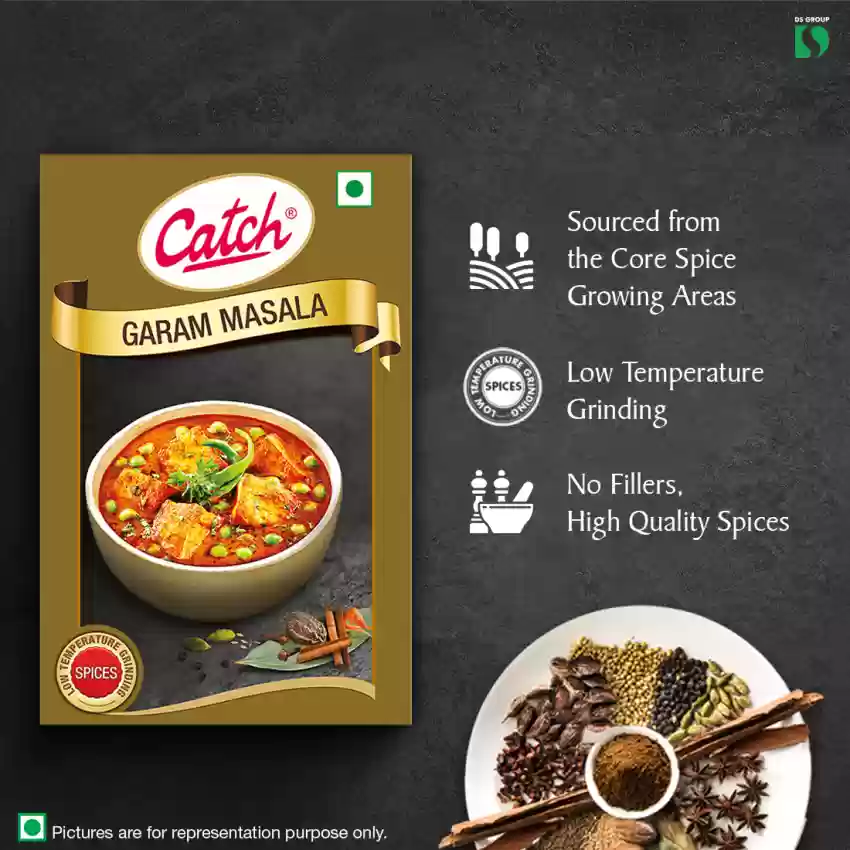 DS GROUP
Catch®
GARAM MASALA
LOW TEMPERATURE GRINDING
SPICES
Sourced from
the Core Spice
Growing Areas
LOW TEMPERATURE GRINDING
SPICES
Low Temperature
Grinding
No Fillers,
High Quality Spices
Pictures are for representation purpose only.